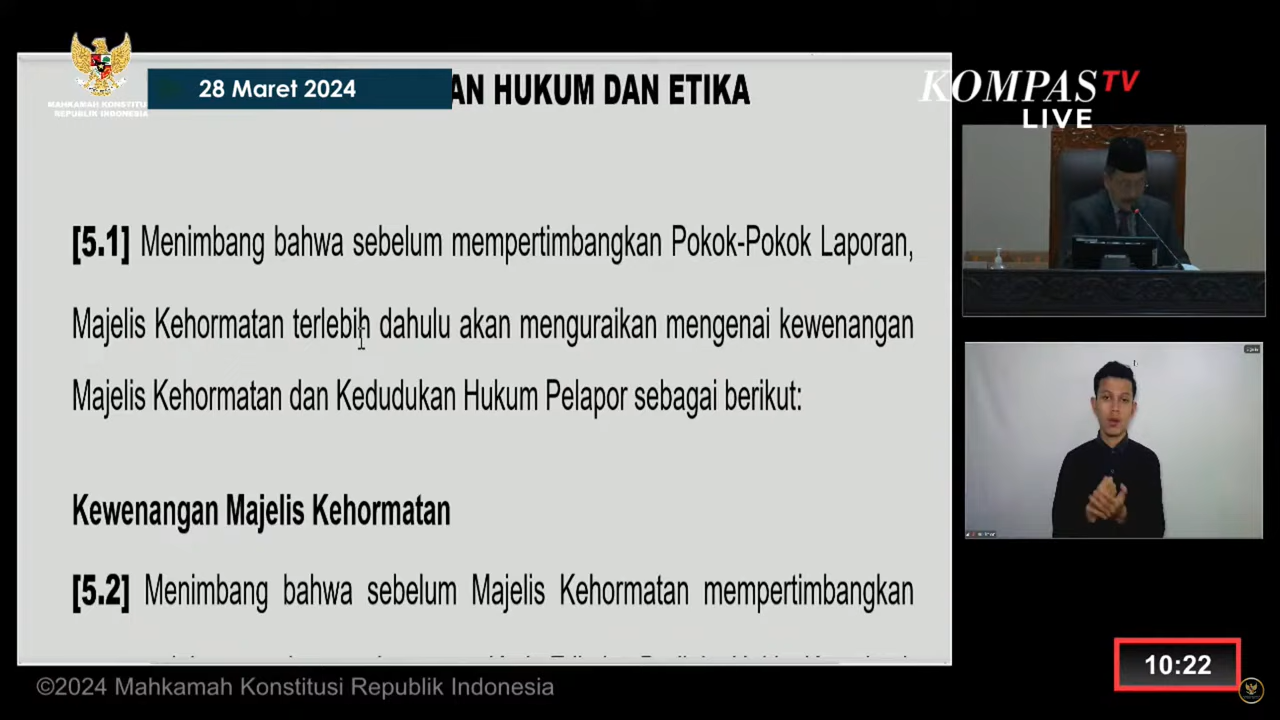 MAHKAMAH KONSTITUSI
REPUBLIK INDONESIA
28 Maret 2024
AN HUKUM DAN ETIKA
KOMPASTV
LIVE
[5.1] Menimbang bahwa sebelum mempertimbangkan Pokok-Pokok Laporan,
Majelis Kehormatan terlebih dahulu akan menguraikan mengenai kewenangan
Majelis Kehormatan dan Kedudukan Hukum Pelapor sebagai berikut:
Kewenangan Majelis Kehormatan
[5.2] Menimbang bahwa sebelum Majelis Kehormatan mempertimbangkan
10:22
©2024 Mahkamah Konstitusi Republik Indonesia